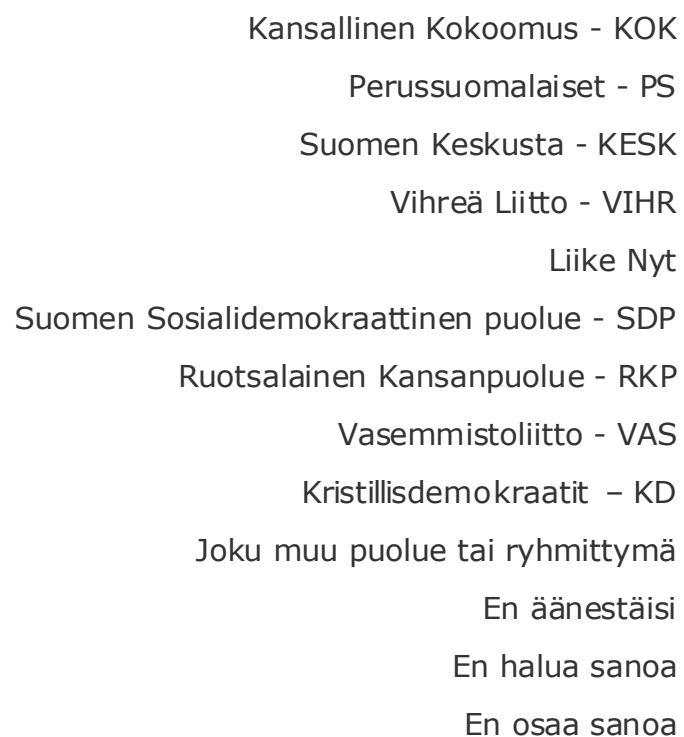 Kansallinen Kokoomus - KOK
Perussuomalaiset - PS
Suomen Keskusta - KESK
Vihreä Liitto - VIHR
Liike Nyt
Suomen Sosialidemokraattinen puolue - SDP
Ruotsalainen Kansanpuolue - RKP
Vasemmistoliitto - VAS
Kristillisdemokraatit – KD
Joku muu puolue tai ryhmittymä
En äänestäisi
En halua sanoa
En osaa sanoa